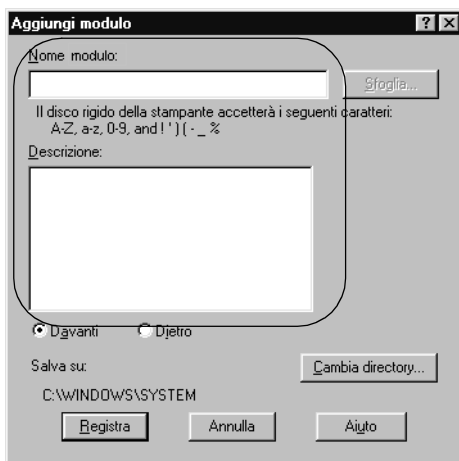 Aggiungi modulo
Nome modulo:
Sfoglia...
Il disco rigido della stampante accetterà i seguenti caratteri:
A-Z, a-z, 0-9, and ! ' ) ( - _ %
Descrizione:
Davanti Dietro
Salva su:
Cambia directory...
C:\WINDOWS\SYSTEM
Registra Annulla Aiuto